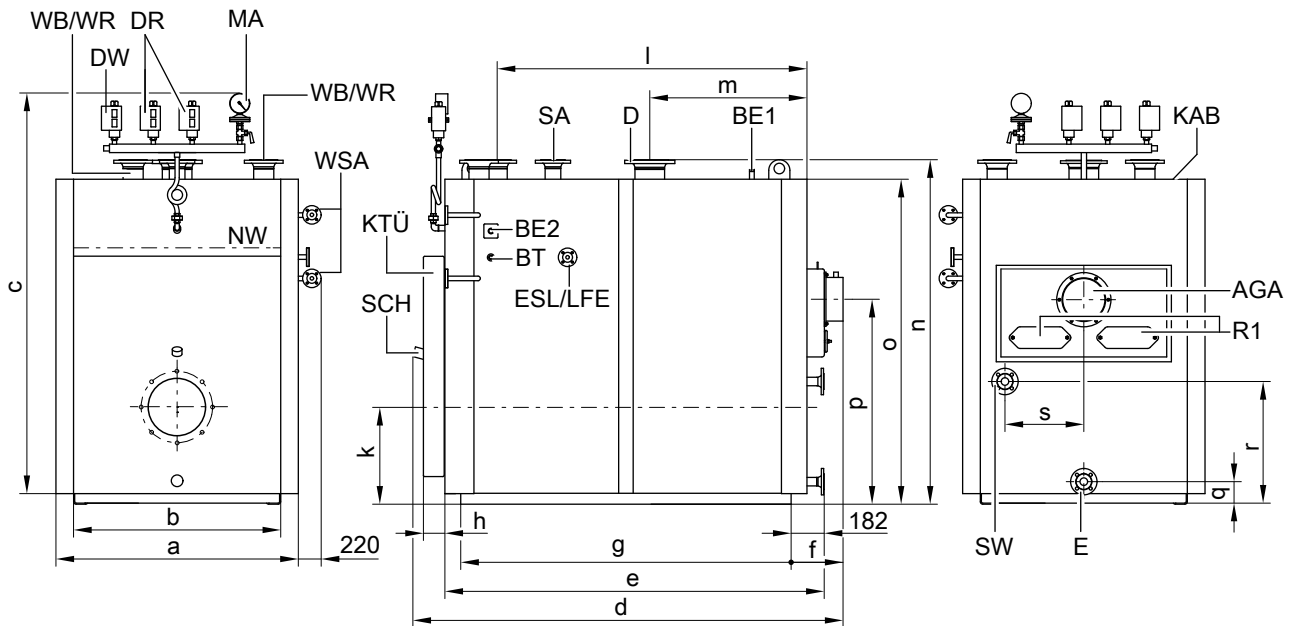 WB/WR DR MA
DW
WB/WR
WSA
NW
c
b
a
220
l
m
SA D BE1
KTÜ
BE2
BT
ESL/LFE
SCH
k
h
g
e
d
f
182
p
o
n
KAB
AGA
R1
s
r
q
SW E